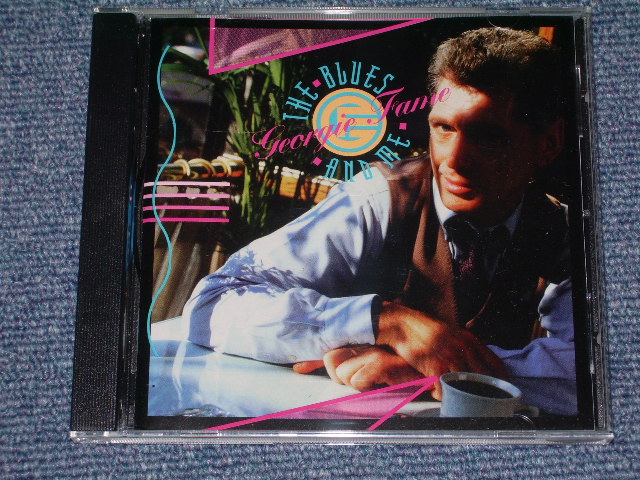 THE • BLUES
Georgie Fame
• AND ME •